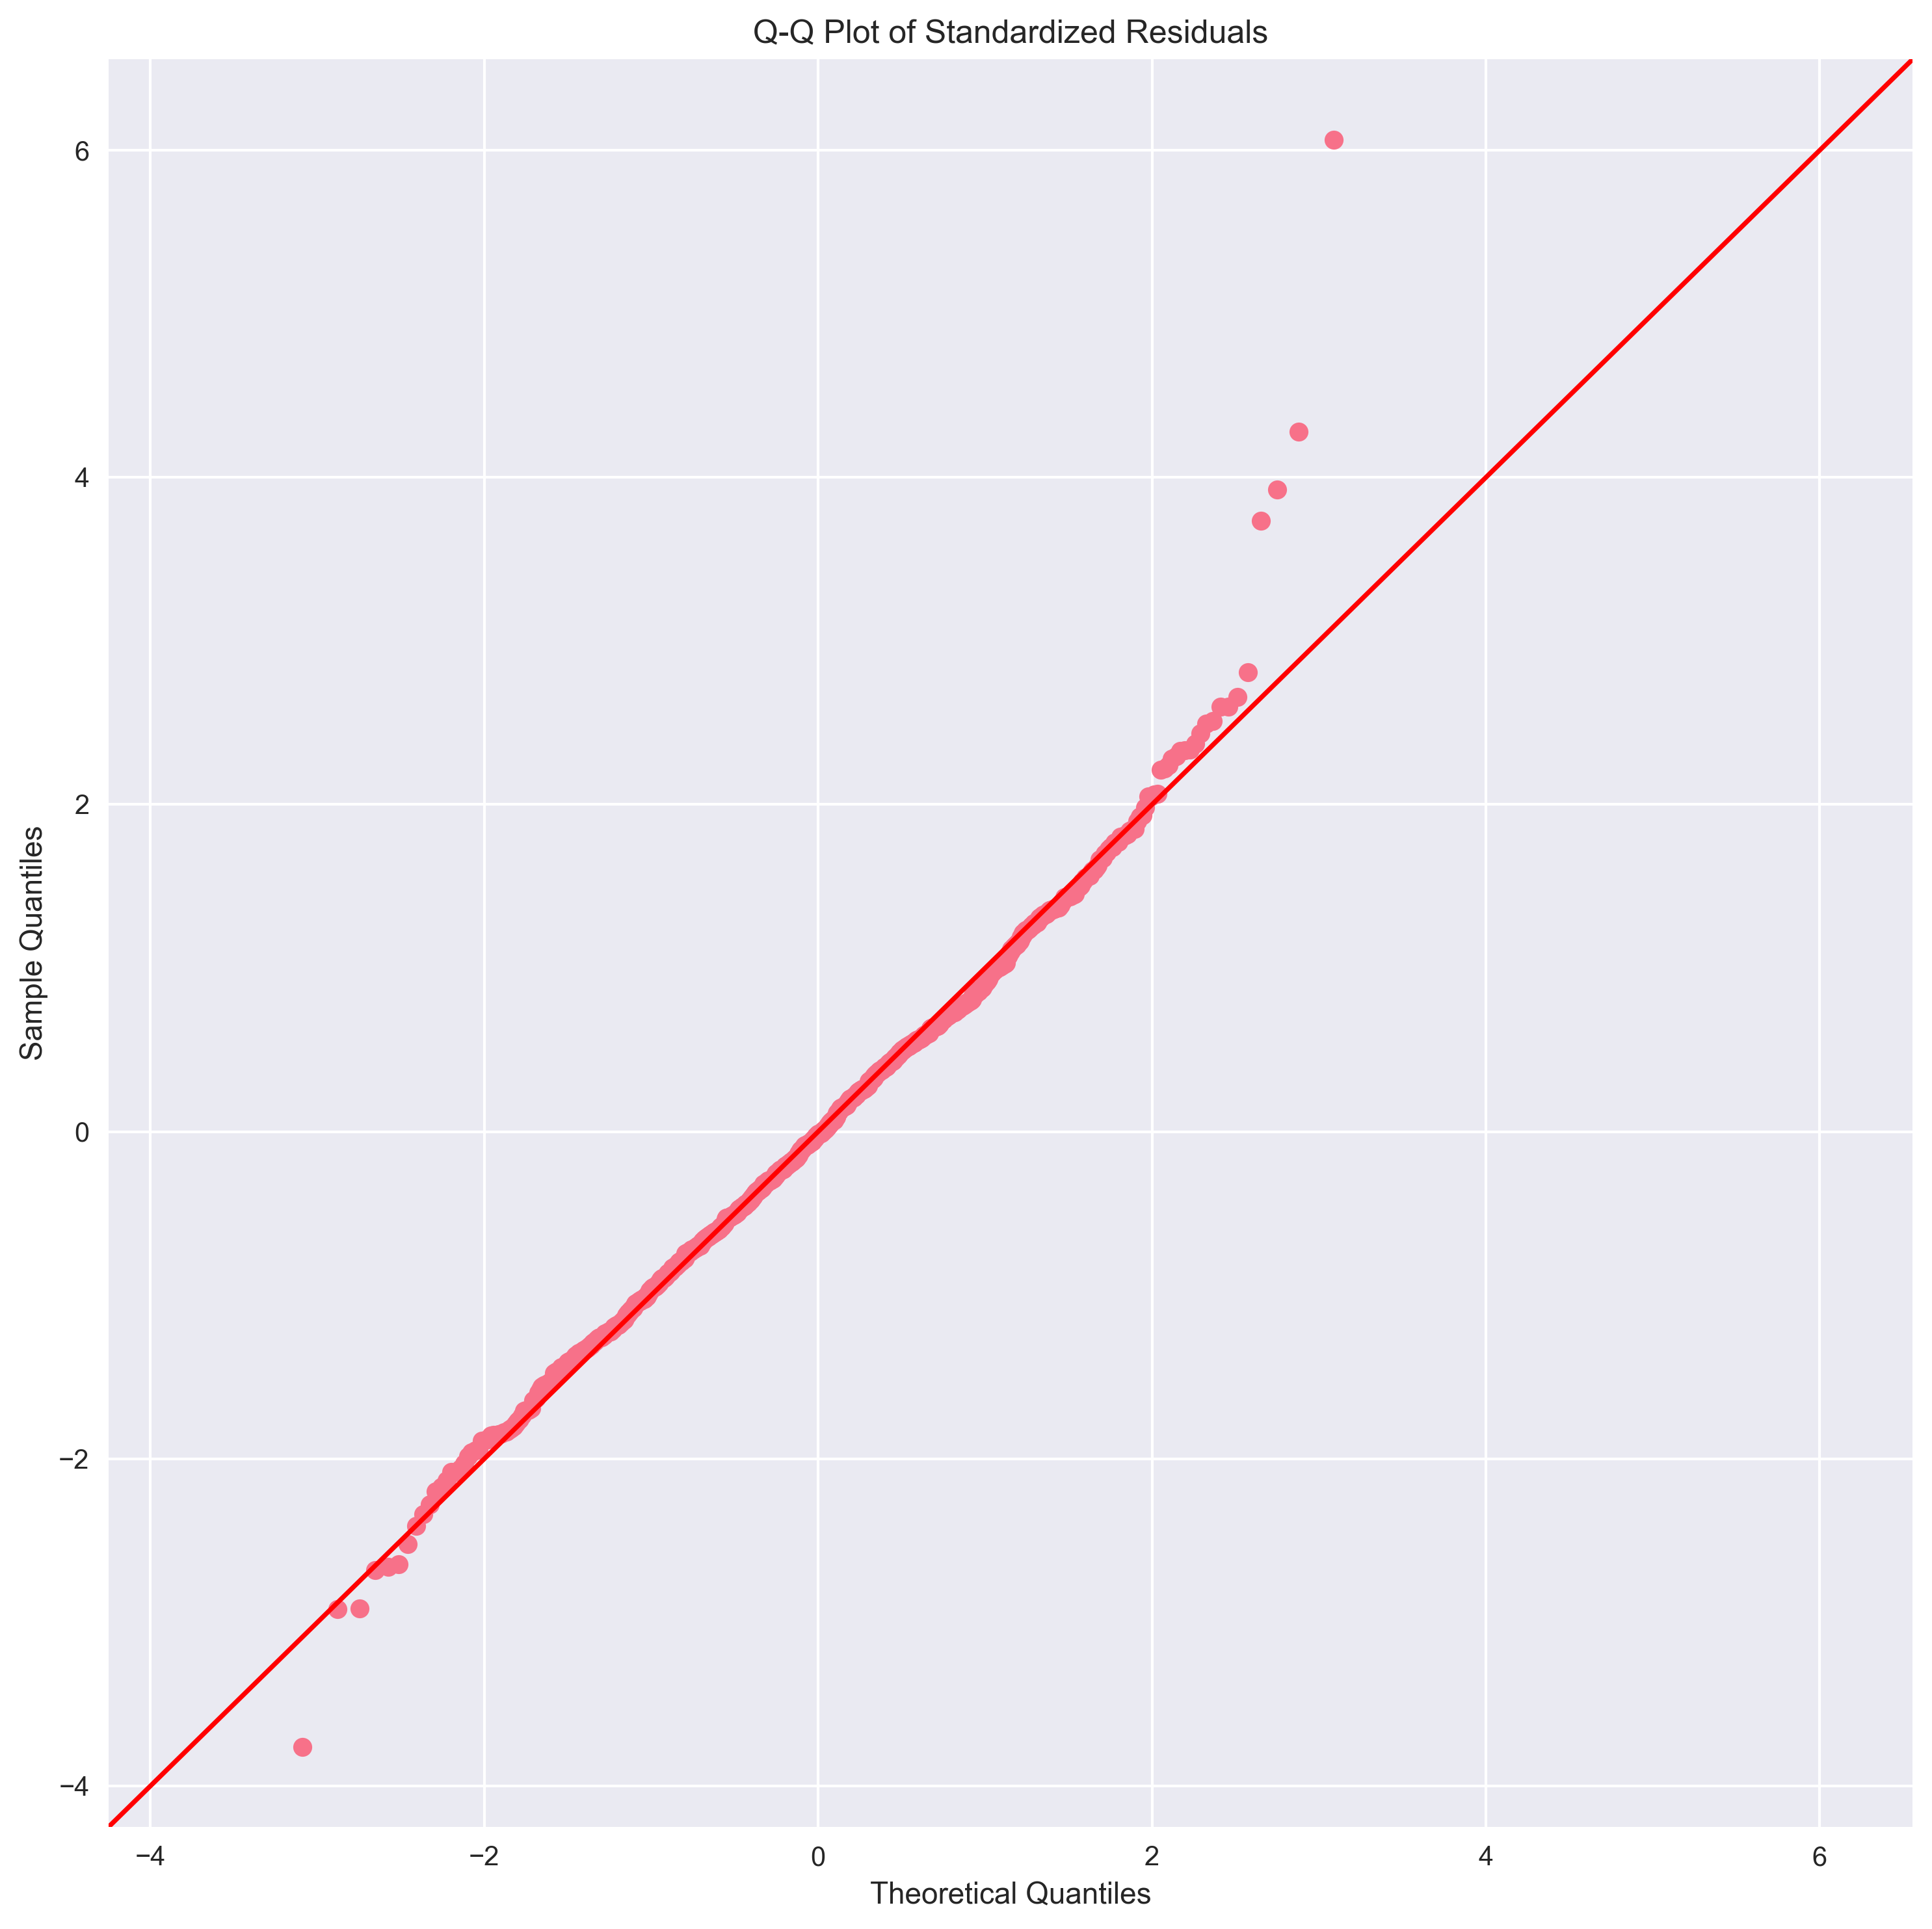 Q-Q Plot of Standardized Residuals
6
4
2
0
−2
−4
Sample Quantiles
−4 −2 0 2 4 6
Theoretical Quantiles